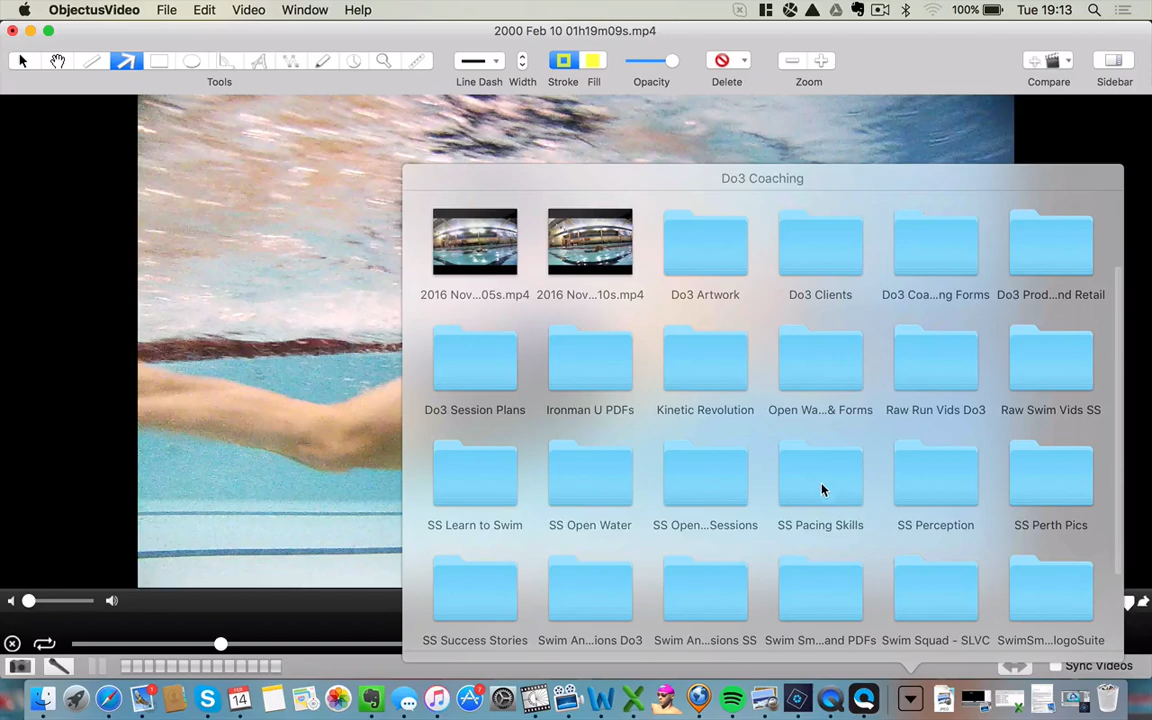 ObjectusVideo File Edit Video Window Help 100% Tue 19:13
2000 Feb 10 01h19m09s.mp4
Tools Line Dash Width Stroke Fill Opacity Delete Zoom Compare Sidebar
Do3 Coaching
2016 Nov...05s.mp4 2016 Nov...10s.mp4 Do3 Artwork Do3 Clients Do3 Coa...ng Forms Do3 Prod...nd Retail
Do3 Session Plans Ironman U PDFs Kinetic Revolution Open Wa...& Forms Raw Run Vids Do3 Raw Swim Vids SS
SS Learn to Swim SS Open Water SS Open...Sessions SS Pacing Skills SS Perception SS Perth Pics
SS Success Stories Swim An...ions Do3 Swim An...sions SS Swim Sm...and PDFs Swim Squad - SLVC SwimSm...logoSuite
Sync Videos
14